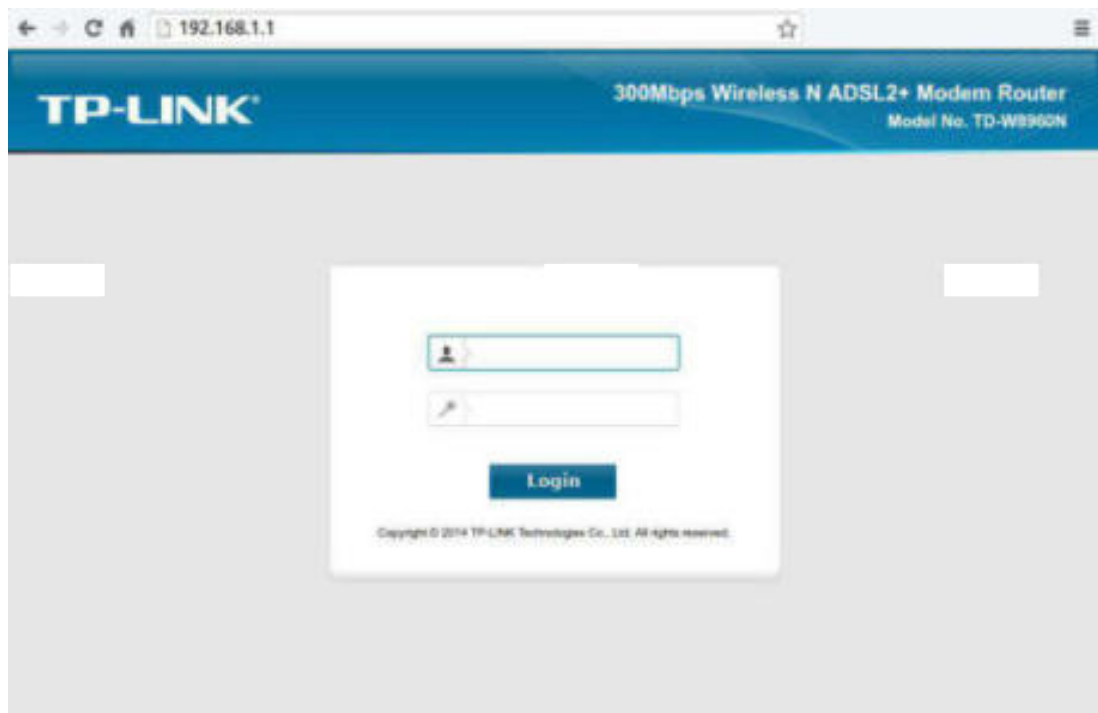 192.168.1.1
TP-LINK
300Mbps Wireless N ADSL2+ Modem Router
Model No. TD-W8960N
Login
Copyright © 2014 TP-LINK Technologies Co., Ltd. All rights reserved.